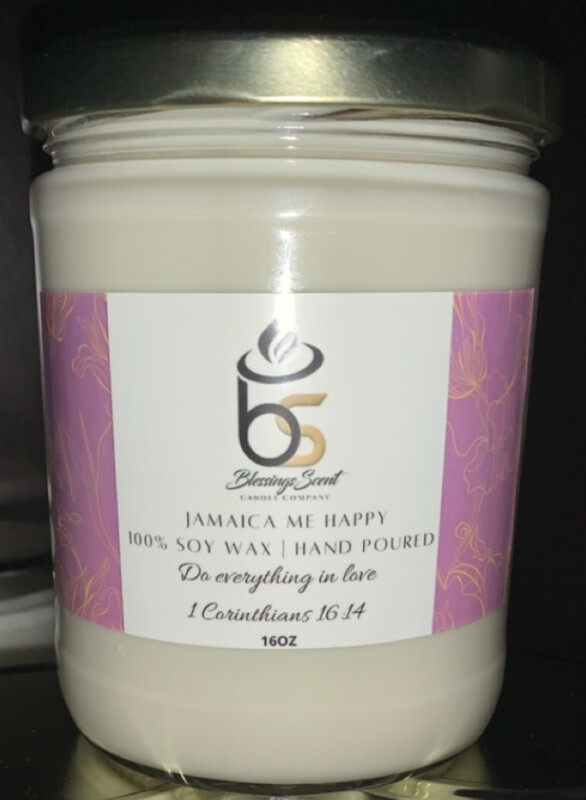 bs
Blessings Scent
CANDLE COMPANY
JAMAICA ME HAPPY
100% SOY WAX | HAND POURED
Do everything in love
1 Corinthians 16:14
16OZ